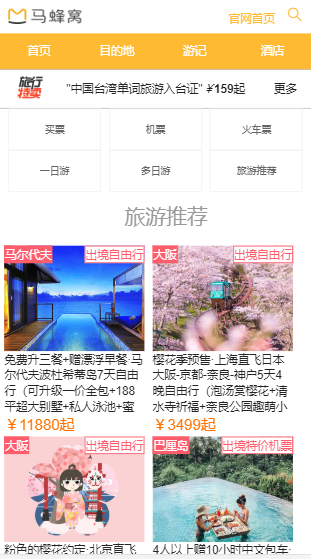 马蜂窝 官网首页
首页 目的地 游记 酒店
旅行特卖 "中国台湾单词旅游入台证" ¥159起 更多
买票 机票 火车票
一日游 多日游 旅游推荐
旅游推荐
马尔代夫 出境自由行
大阪 出境自由行
免费升三餐+赠漂浮早餐·马
尔代夫波杜希蒂岛7天自由
行（可升级一价全包+188
平超大别墅+私人泳池+蜜
￥11880起
樱花季预售·上海直飞日本
大阪-京都-奈良-神户5天4
晚自由行（泡汤赏樱花+清
水寺祈福+奈良公园趣萌小
￥3499起
大阪 出境自由行
巴厘岛 出境特价机票
粉色的樱花约定·北京直飞
4人以上赠10小时中文包车·